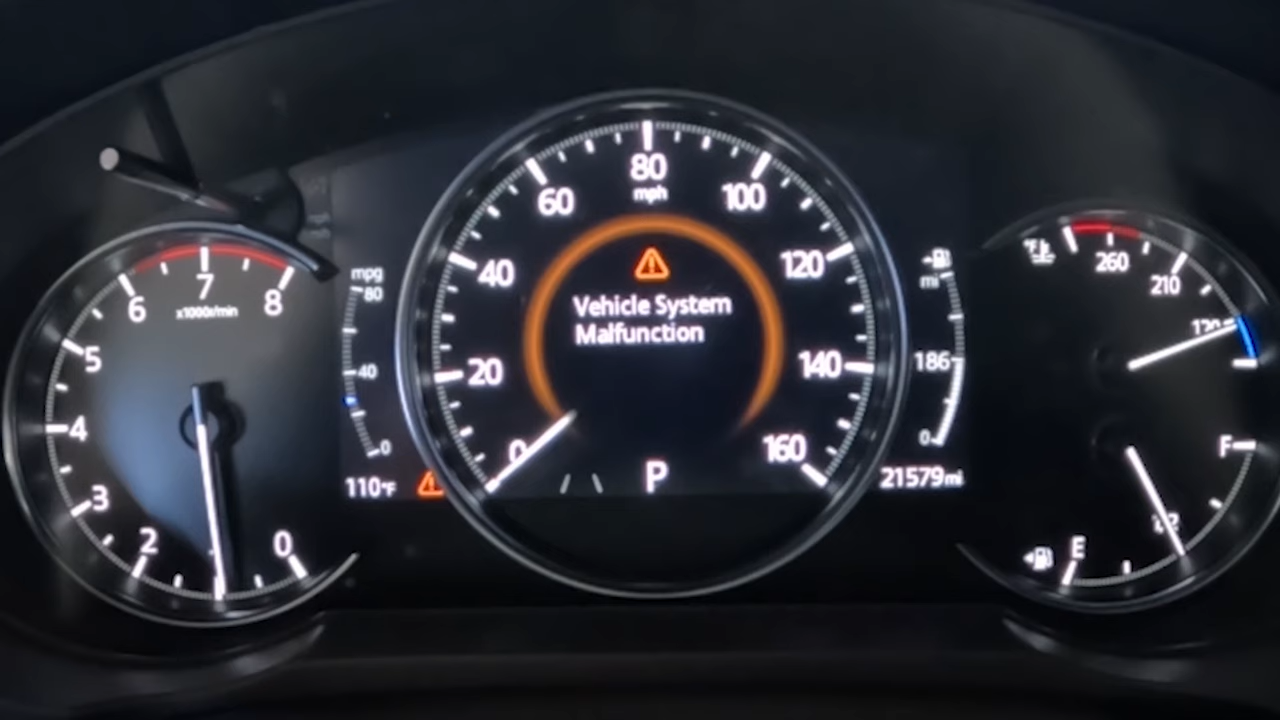 80
mph
60
100
40
120
20
140
0
160
Vehicle System
Malfunction
P
6
7
8
x1000r/min
5
4
3
2
0
mpg
80
40
0
110°F
mi
186
0
21579mi
260
210
120
F
1/2
E